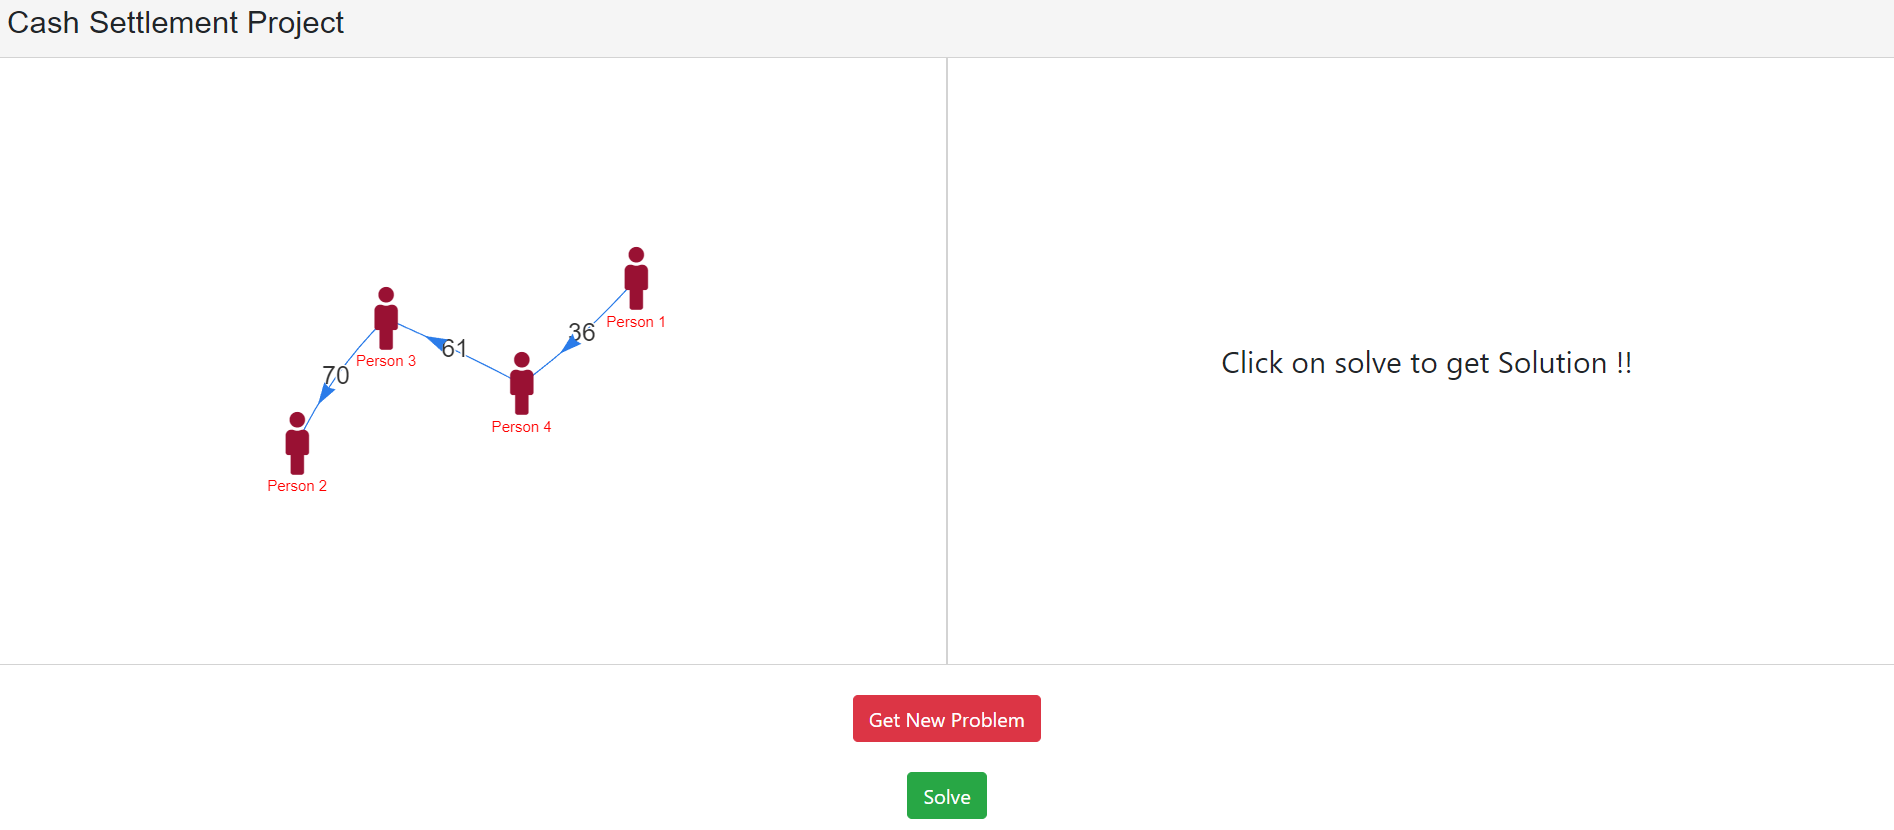 Cash Settlement Project
36
Person 1
61
Person 3
70
Person 4
Person 2
Click on solve to get Solution !!
Get New Problem
Solve